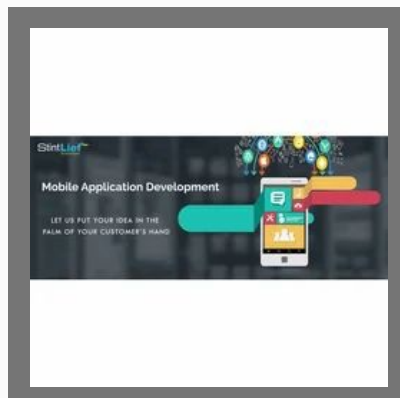 StintLief
Mobile Application Development
LET US PUT YOUR IDEA IN THE
PALM OF YOUR CUSTOMER'S HAND